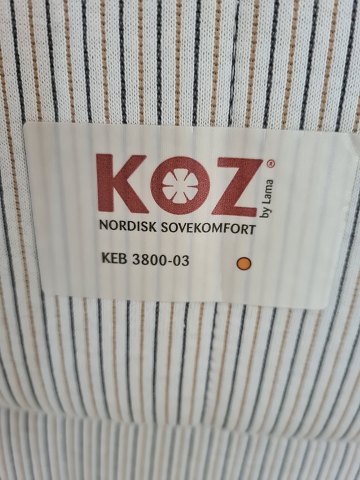 KOZ®
by Lama
NORDISK SOVEKOMFORT
KEB 3800-03